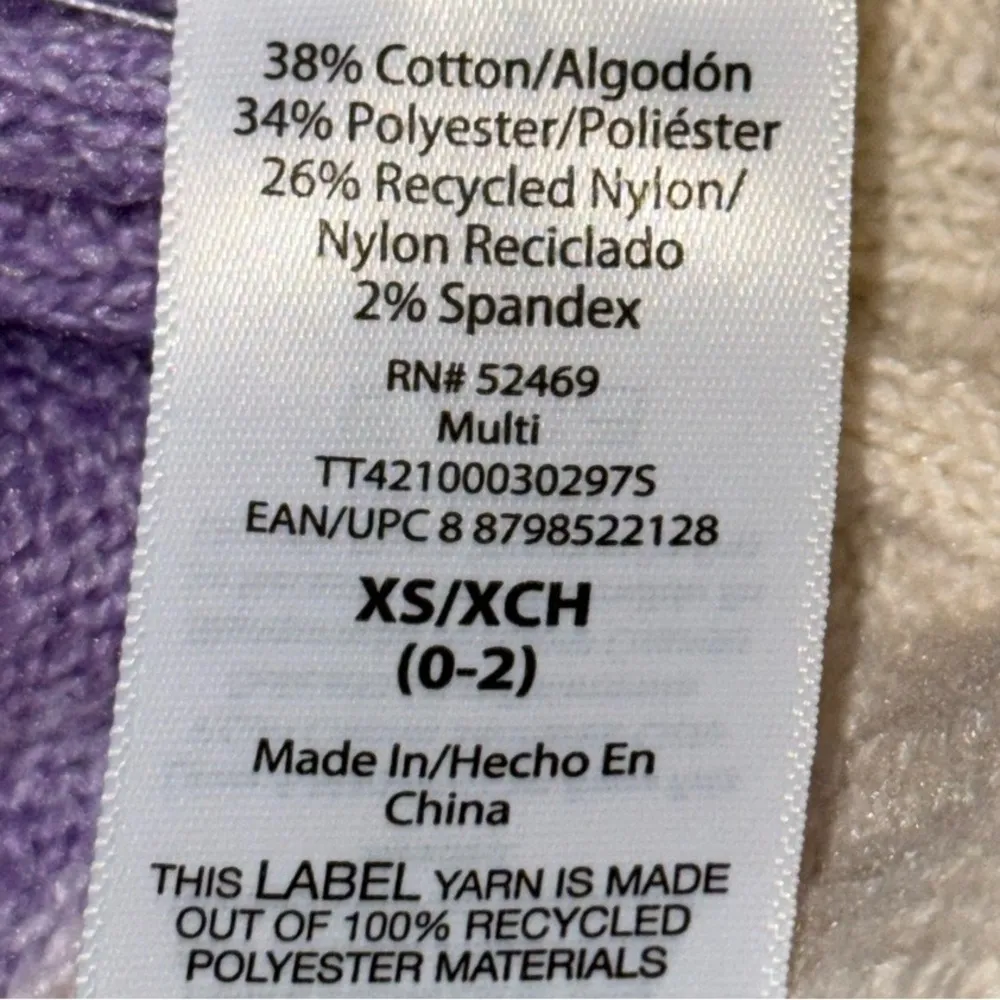 38% Cotton/Algodón
34% Polyester/Poliéster
26% Recycled Nylon/
Nylon Reciclado
2% Spandex
RN# 52469
Multi
TT42100030297S
EAN/UPC 8 8798522128
XS/XCH
(0-2)
Made In/Hecho En
China
THIS LABEL YARN IS MADE
OUT OF 100% RECYCLED
POLYESTER MATERIALS